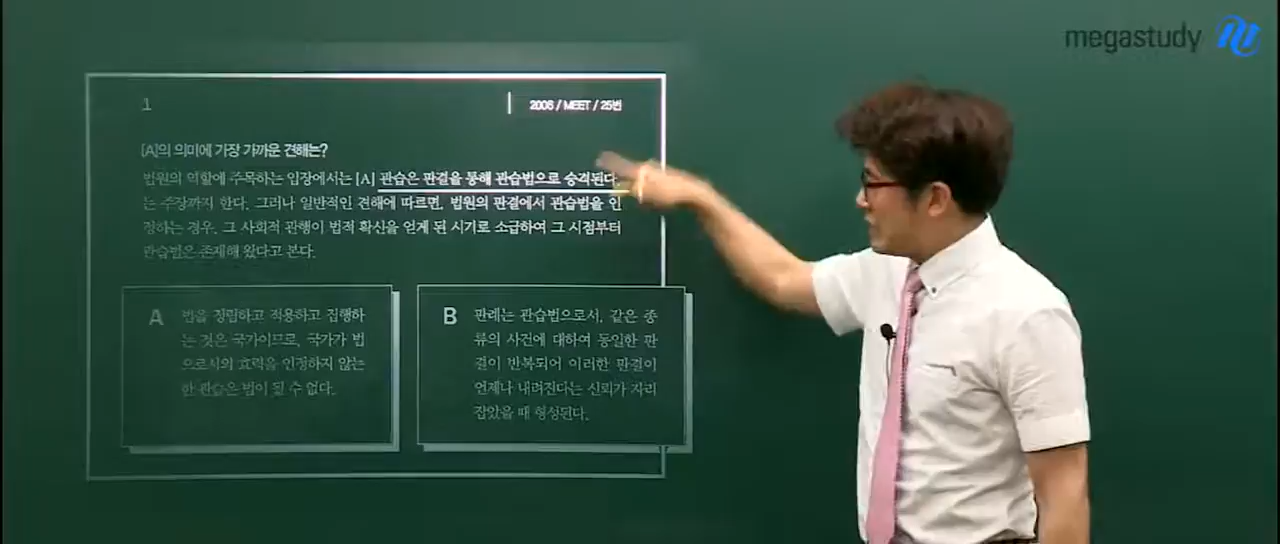 megastudy
1
2006 / MEET / 25번
[A]의 의미에 가장 가까운 견해는?
법원의 역할에 주목하는 입장에서는 [A] 관습은 판결을 통해 관습법으로 승격된다.
는 주장까지 한다. 그러나 일반적인 견해에 따르면, 법원의 판결에서 관습법을 인
정하는 경우, 그 사회적 관행이 법적 확신을 얻게 된 시기로 소급하여 그 시점부터
관습법은 존재해 왔다고 본다.
A
법을 정립하고 적용하고 집행하
는 것은 국가이므로, 국가가 법
으로서의 효력을 인정하지 않는
한 관습은 법이 될 수 없다.
B
판례는 관습법으로서, 같은 종
류의 사건에 대하여 동일한 판
결이 반복되어 이러한 판결이
언제나 내려진다는 신뢰가 자리
잡았을 때 형성된다.